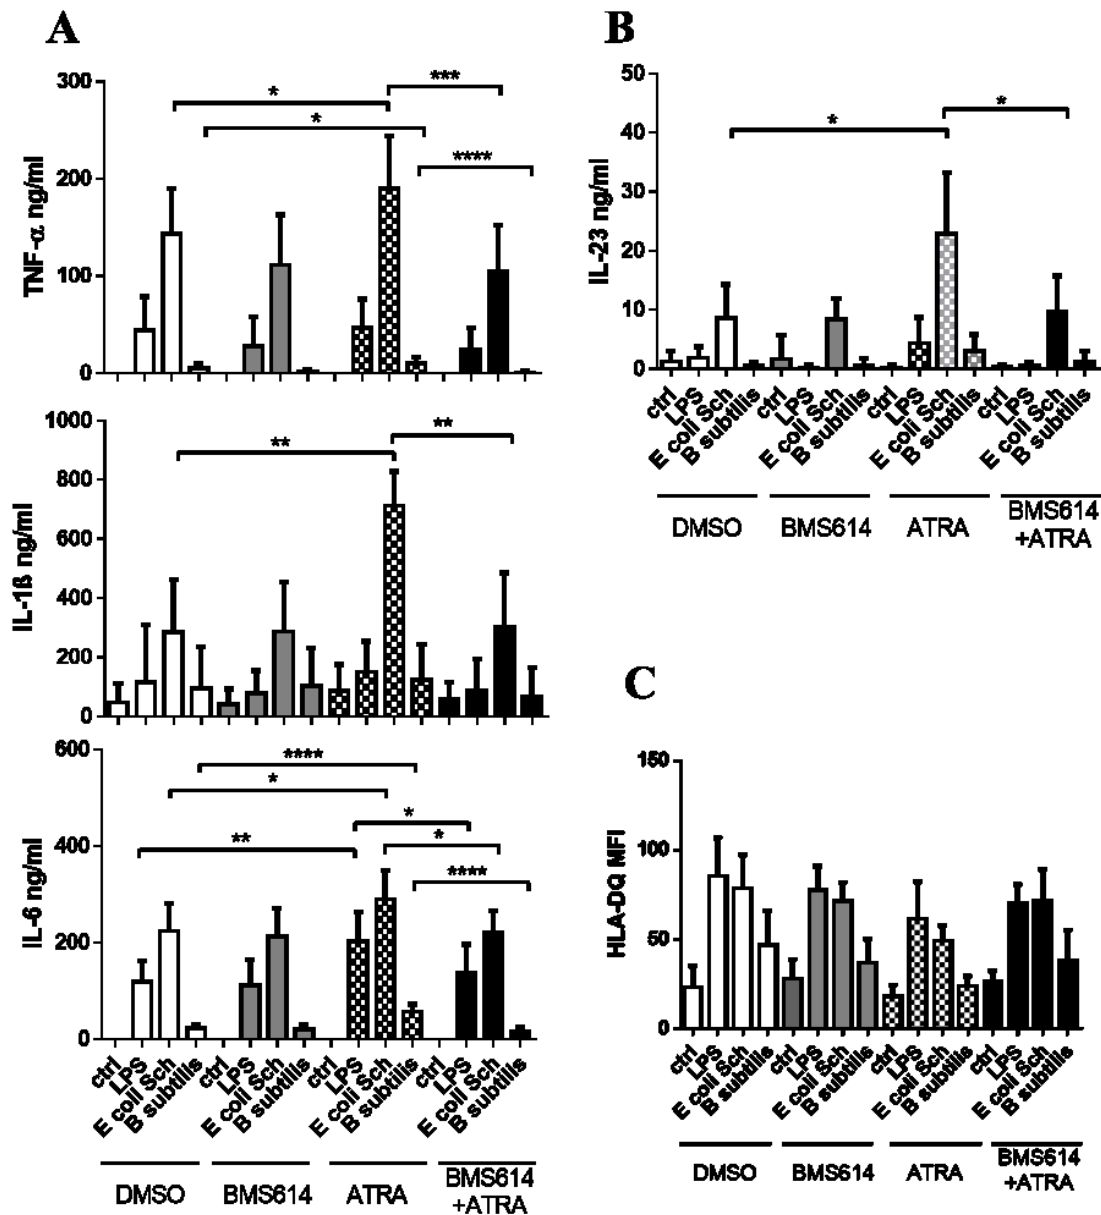 A
TNF-α ng/ml
300
200
100
0
*
*
***
****
IL-1ß ng/ml
1000
800
600
400
200
0
**
**
IL-6 ng/ml
600
400
200
0
****
*
**
*
*
****
ctrl
LPS
E coli Sch
B subtilis
ctrl
LPS
E coli Sch
B subtilis
ctrl
LPS
E coli Sch
B subtilis
ctrl
LPS
E coli Sch
B subtilis
DMSO
BMS614
ATRA
BMS614
+ATRA
B
IL-23 ng/ml
50
40
30
20
10
0
*
*
ctrl
LPS
E coli Sch
B subtilis
ctrl
LPS
E coli Sch
B subtilis
ctrl
LPS
E coli Sch
B subtilis
ctrl
LPS
E coli Sch
B subtilis
DMSO
BMS614
ATRA
BMS614
+ATRA
C
HLA-DQ MFI
150
100
50
0
ctrl
LPS
E coli Sch
B subtilis
ctrl
LPS
E coli Sch
B subtilis
ctrl
LPS
E coli Sch
B subtilis
ctrl
LPS
E coli Sch
B subtilis
DMSO
BMS614
ATRA
BMS614
+ATRA